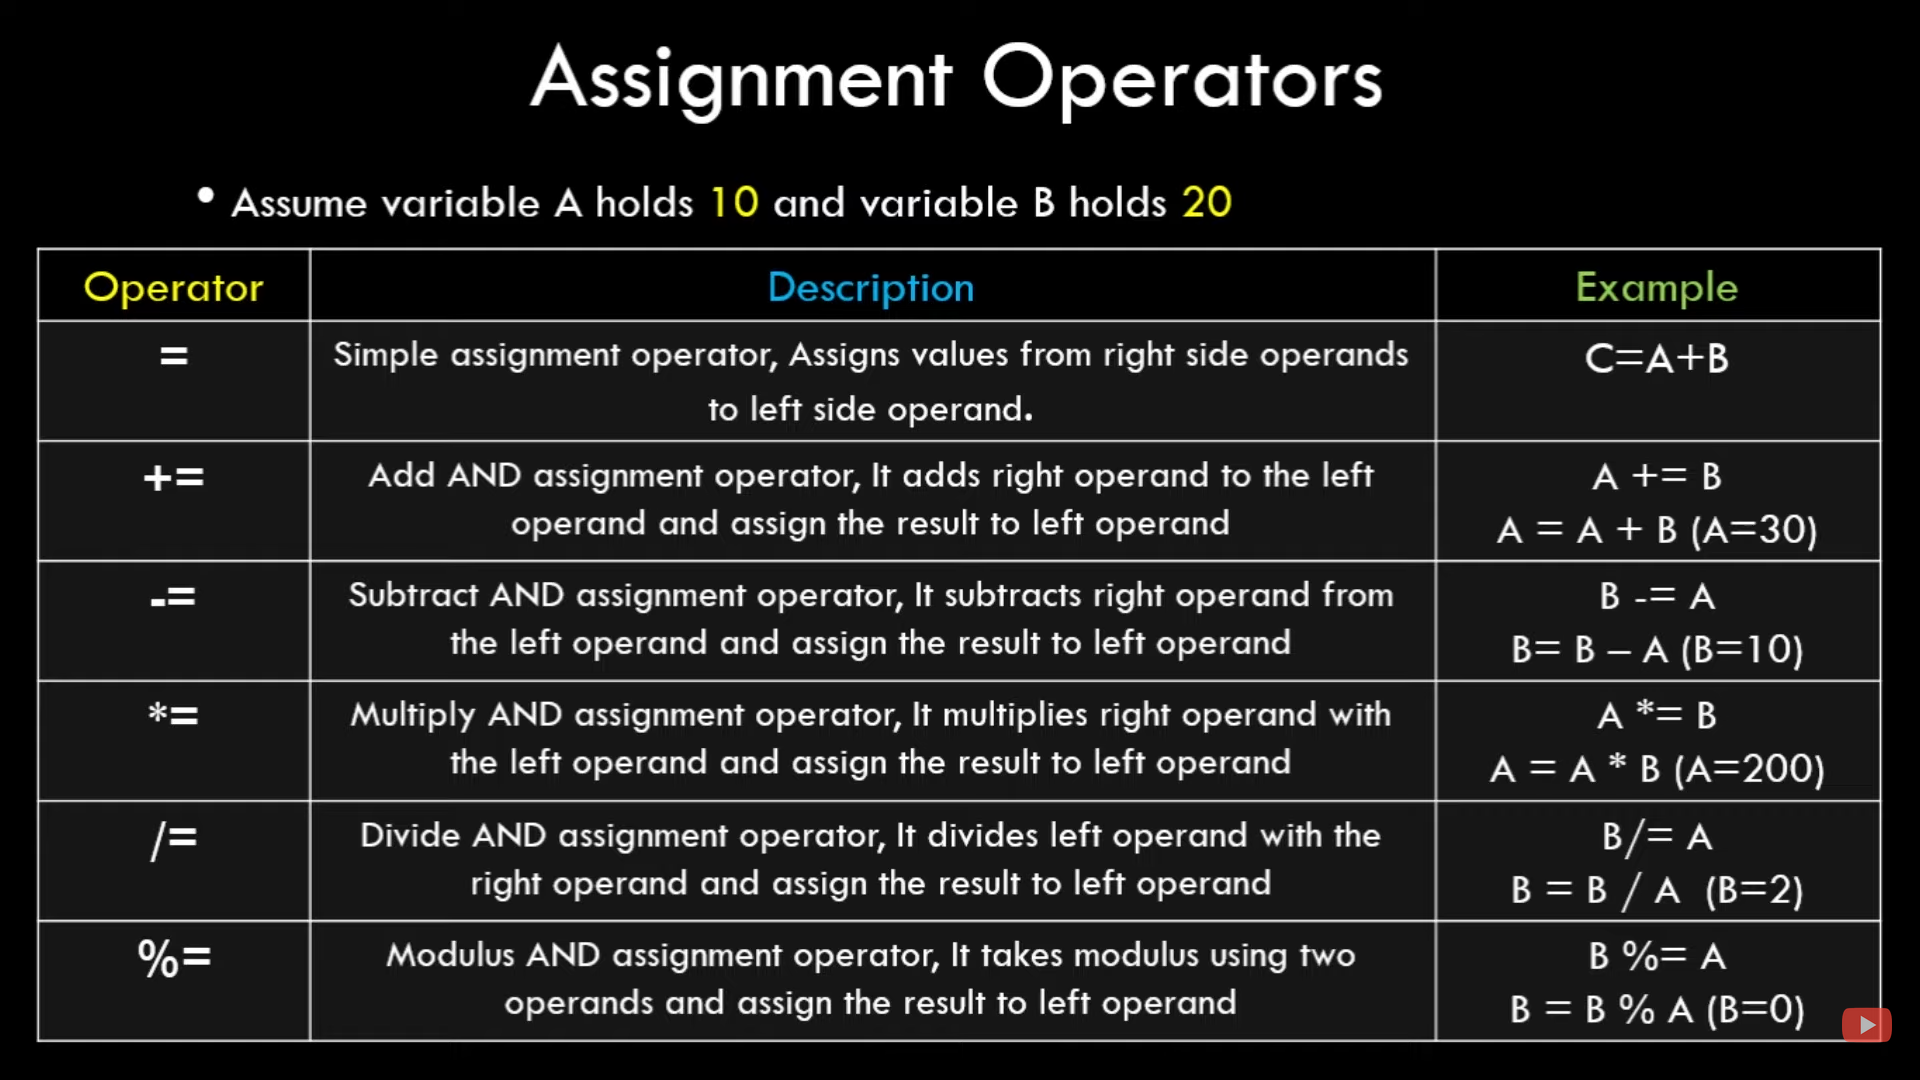 Assignment Operators
• Assume variable A holds 10 and variable B holds 20
Operator
Description
Example
=
Simple assignment operator, Assigns values from right side operands
to left side operand.
C=A+B
+=
Add AND assignment operator, It adds right operand to the left
operand and assign the result to left operand
A += B
A = A + B (A=30)
-=
Subtract AND assignment operator, It subtracts right operand from
the left operand and assign the result to left operand
B -= A
B= B – A (B=10)
*=
Multiply AND assignment operator, It multiplies right operand with
the left operand and assign the result to left operand
A *= B
A = A * B (A=200)
/=
Divide AND assignment operator, It divides left operand with the
right operand and assign the result to left operand
B/= A
B = B / A (B=2)
%=
Modulus AND assignment operator, It takes modulus using two
operands and assign the result to left operand
B %= A
B = B % A (B=0)